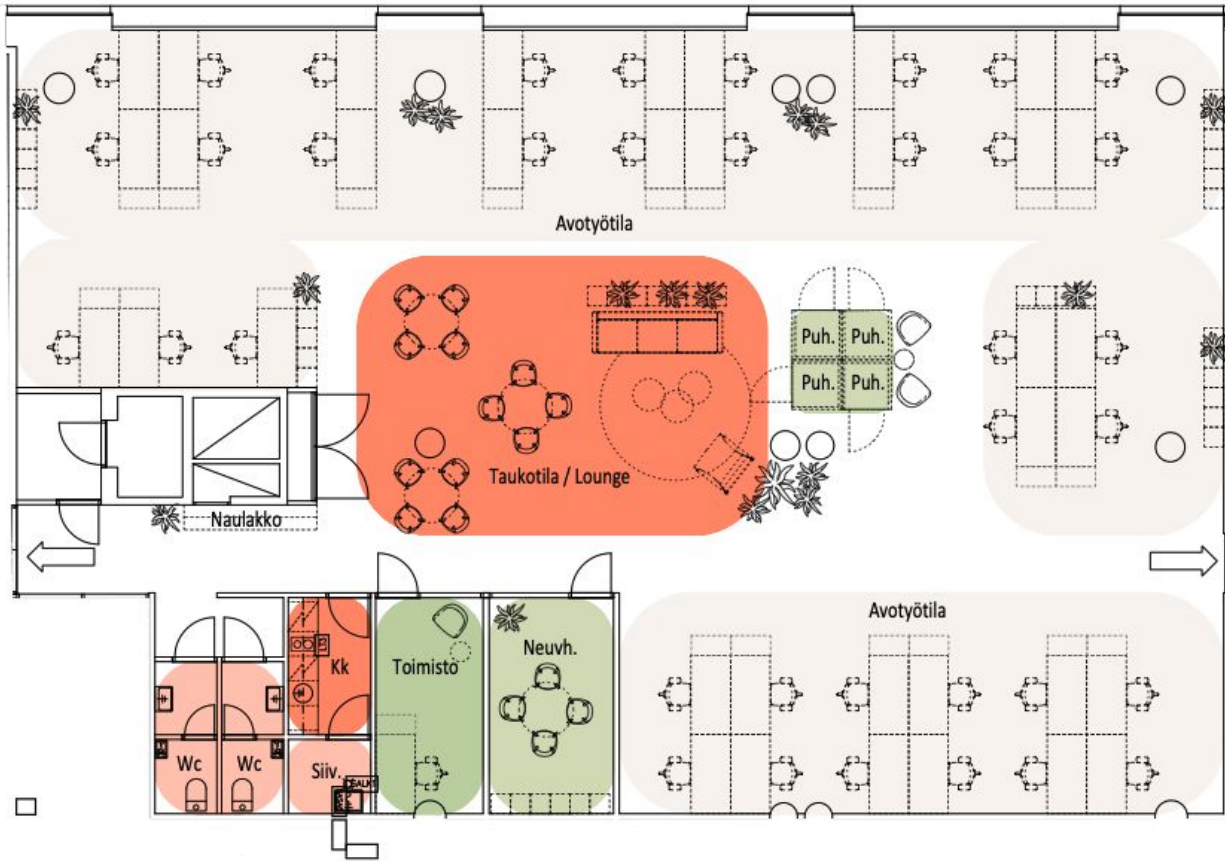 Avotyötila
Puh. Puh.
Puh. Puh.
Taukotila / Lounge
Naulakko
Avotyötila
Kk
Toimisto
Neuvh.
Wc
Wc
Siiv.